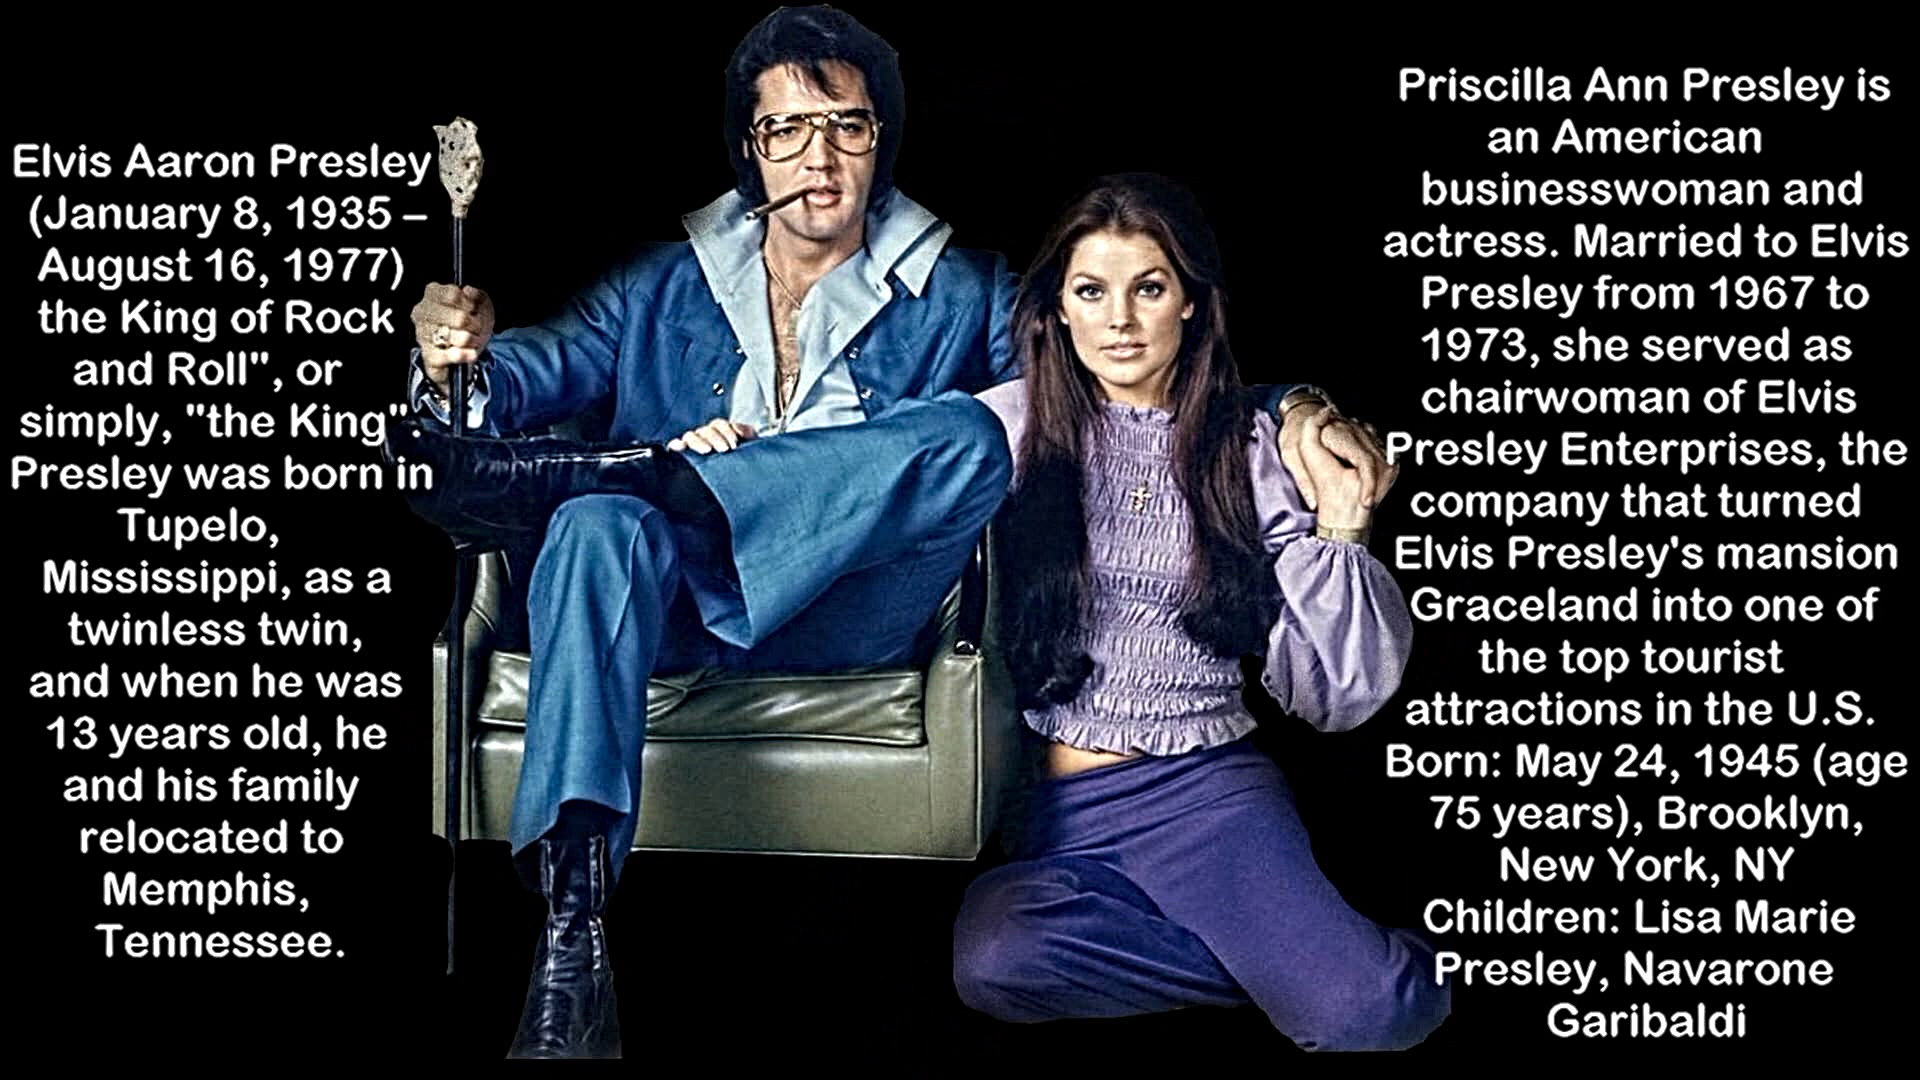 Elvis Aaron Presley
(January 8, 1935 –
August 16, 1977)
the King of Rock
and Roll", or
simply, "the King".
Presley was born in
Tupelo,
Mississippi, as a
twinless twin,
and when he was
13 years old, he
and his family
relocated to
Memphis,
Tennessee.
Priscilla Ann Presley is
an American
businesswoman and
actress. Married to Elvis
Presley from 1967 to
1973, she served as
chairwoman of Elvis
Presley Enterprises, the
company that turned
Elvis Presley's mansion
Graceland into one of
the top tourist
attractions in the U.S.
Born: May 24, 1945 (age
75 years), Brooklyn,
New York, NY
Children: Lisa Marie
Presley, Navarone
Garibaldi